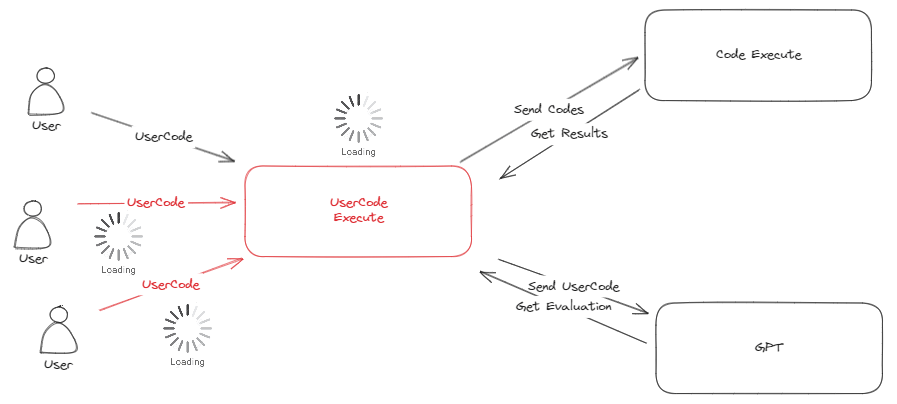 Code Execute
User
UserCode
Send Codes
Get Results
Loading
UserCode
UserCode
Execute
User
Loading
UserCode
Send UserCode
Get Evaluation
User
Loading
GPT